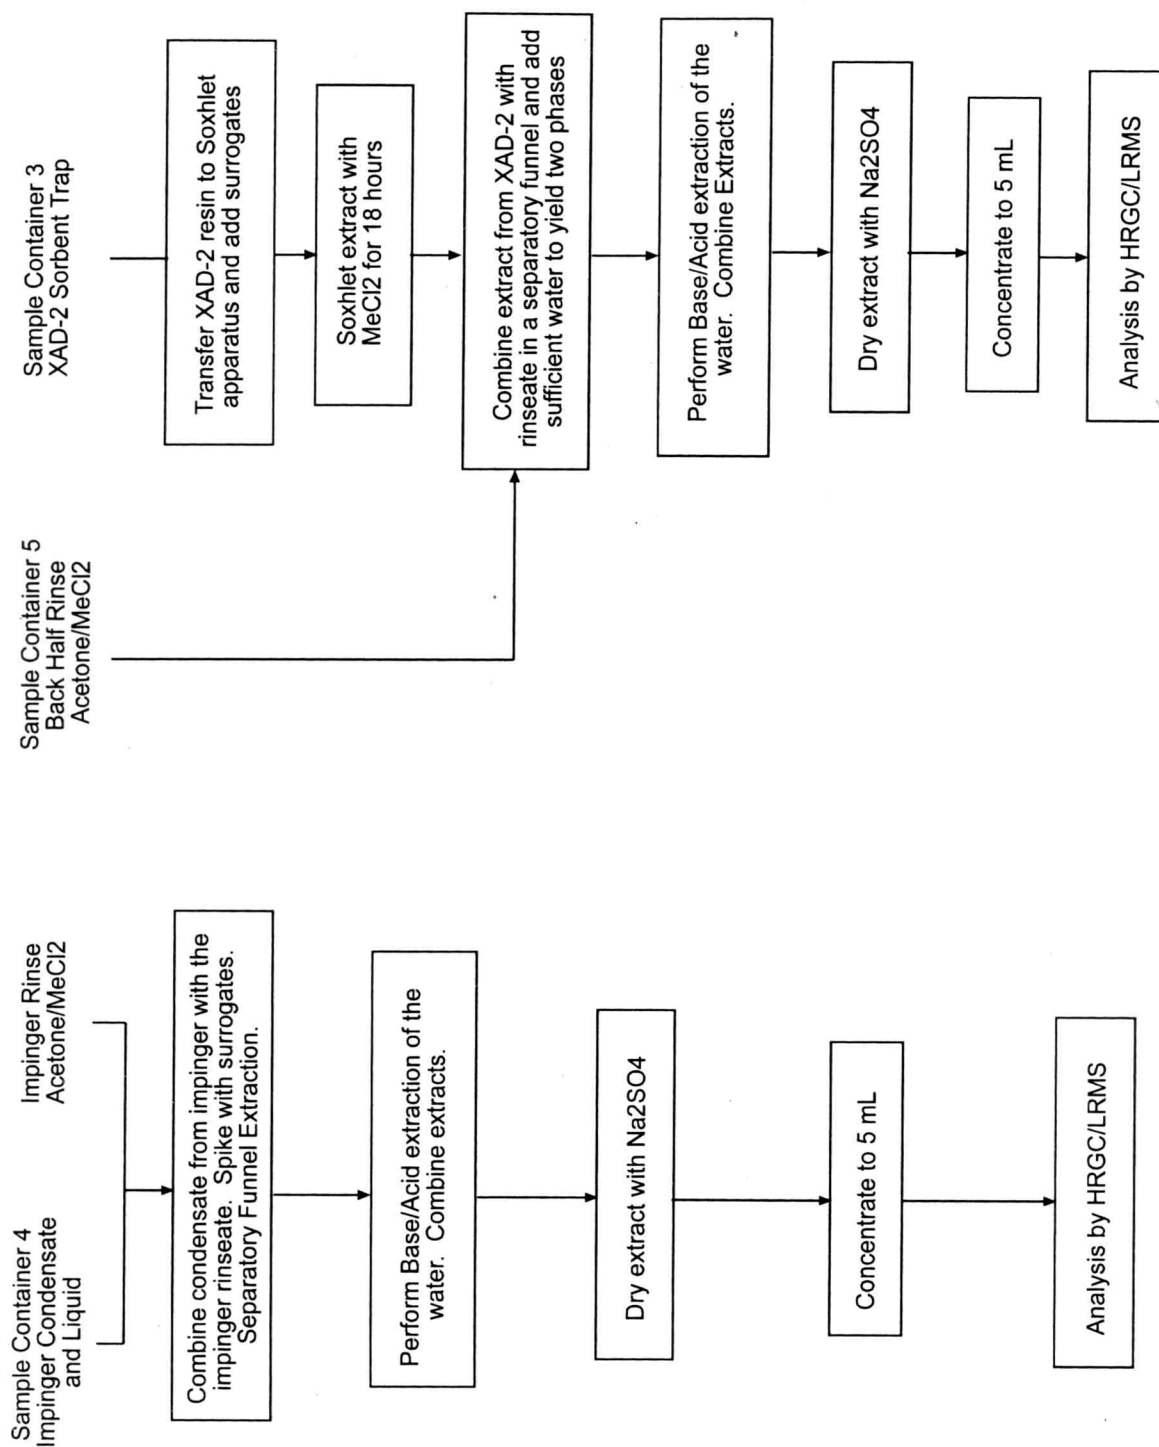 Sample Container 4
Impinger Condensate
and Liquid
Impinger Rinse
Acetone/MeCl2
Combine condensate from impinger with the
impinger rinseate. Spike with surrogates.
Separatory Funnel Extraction.
Perform Base/Acid extraction of the
water. Combine extracts.
Dry extract with Na2SO4
Concentrate to 5 mL
Analysis by HRGC/LRMS
Sample Container 5
Back Half Rinse
Acetone/MeCl2
Sample Container 3
XAD-2 Sorbent Trap
Transfer XAD-2 resin to Soxhlet
apparatus and add surrogates
Soxhlet extract with
MeCl2 for 18 hours
Combine extract from XAD-2 with
rinseate in a separatory funnel and add
sufficient water to yield two phases
Perform Base/Acid extraction of the
water. Combine Extracts.
Dry extract with Na2SO4
Concentrate to 5 mL
Analysis by HRGC/LRMS